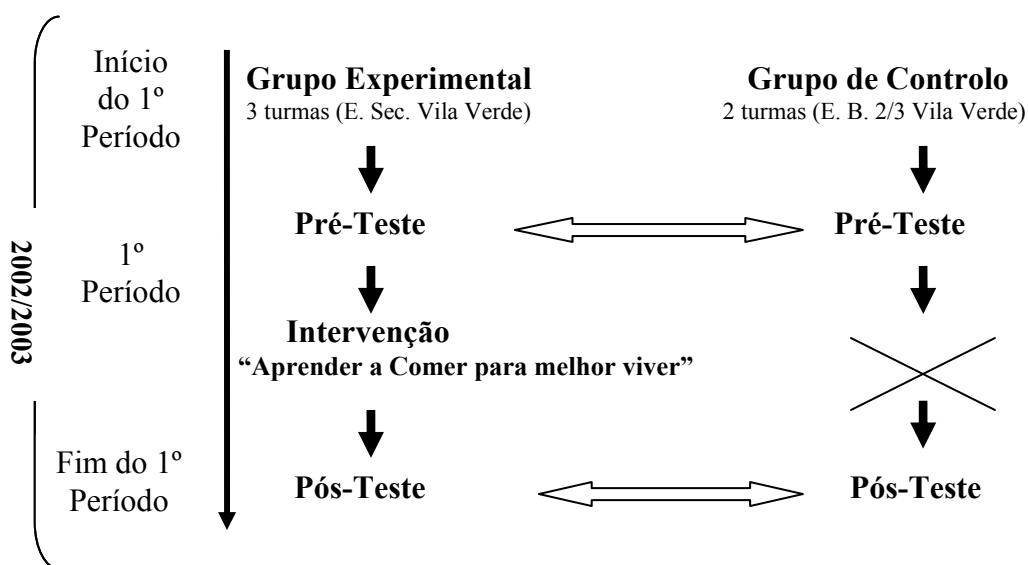 2002/2003
Início
do 1º
Período
1º
Período
Fim do 1º
Período
Grupo Experimental
3 turmas (E. Sec. Vila Verde)
Pré-Teste
Intervenção
“Aprender a Comer para melhor viver”
Pós-Teste
Grupo de Controlo
2 turmas (E. B. 2/3 Vila Verde)
Pré-Teste
Pós-Teste